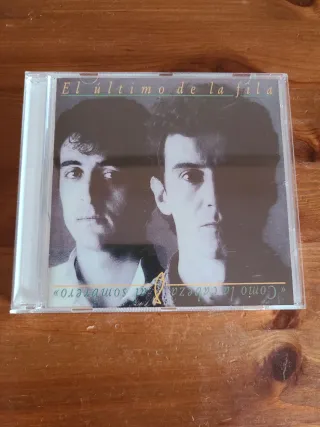 El último de la fila
«Como la cabeza al sombrero»